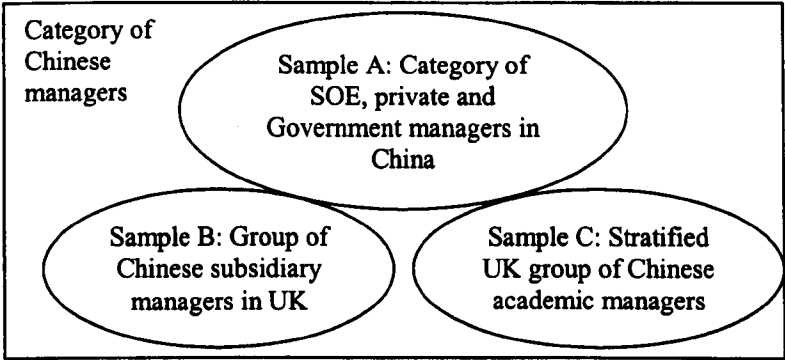 Category of
Chinese
managers
Sample A: Category of
SOE, private and
Government managers in
China
Sample B: Group of
Chinese subsidiary
managers in UK
Sample C: Stratified
UK group of Chinese
academic managers